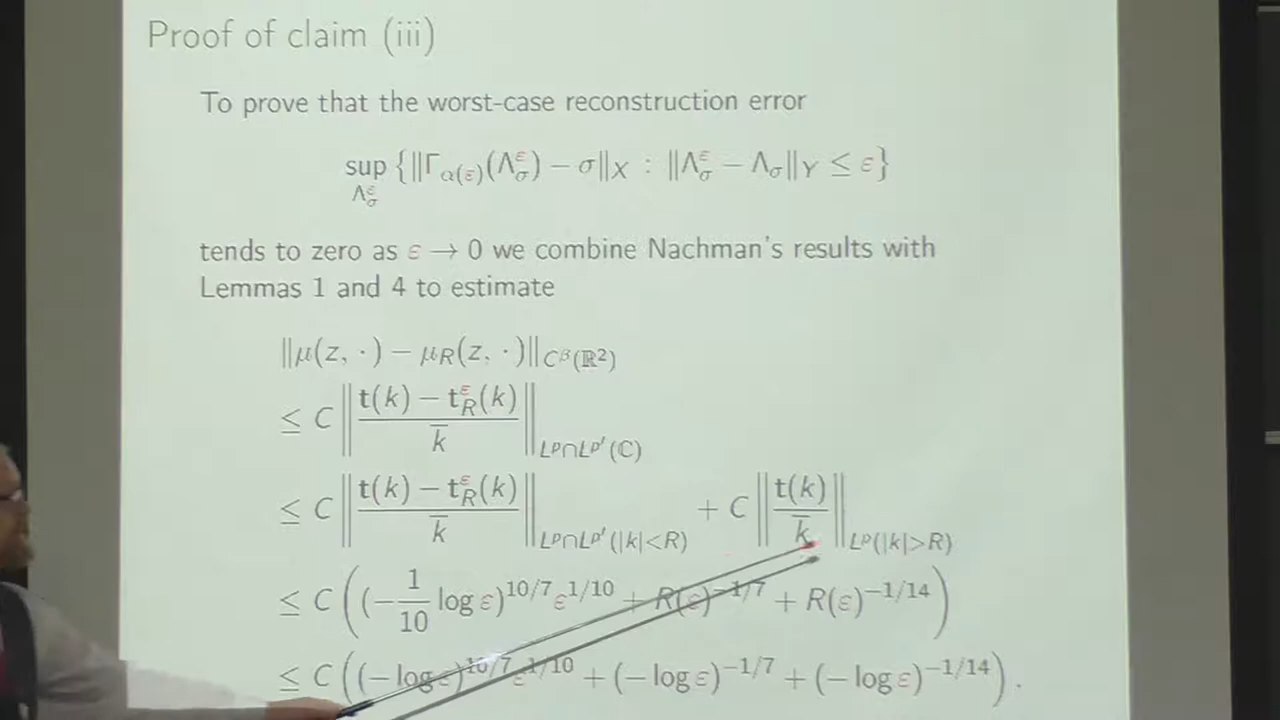 Proof of claim (iii)
To prove that the worst-case reconstruction error
sup_{Λ_σ^ε} {‖Γ_{α(ε)}(Λ_σ^ε) − σ‖_X : ‖Λ_σ^ε − Λ_σ‖_Y ≤ ε}
tends to zero as ε → 0 we combine Nachman's results with
Lemmas 1 and 4 to estimate
‖μ(z, ·) − μ_R(z, ·)‖_{C^β(ℝ²)}
≤ C ‖ (t(k) − t_R^ε(k)) / k̄ ‖_{L^p∩L^{p′}(ℂ)}
≤ C ‖ (t(k) − t_R^ε(k)) / k̄ ‖_{L^p∩L^{p′}(|k|<R)} + C ‖ t(k) / k̄ ‖_{L^p(|k|>R)}
≤ C ((−1/10 log ε)^{10/7} ε^{1/10} + R(ε)^{−1/7} + R(ε)^{−1/14})
≤ C ((−log ε)^{10/7} ε^{1/10} + (−log ε)^{−1/7} + (−log ε)^{−1/14}).